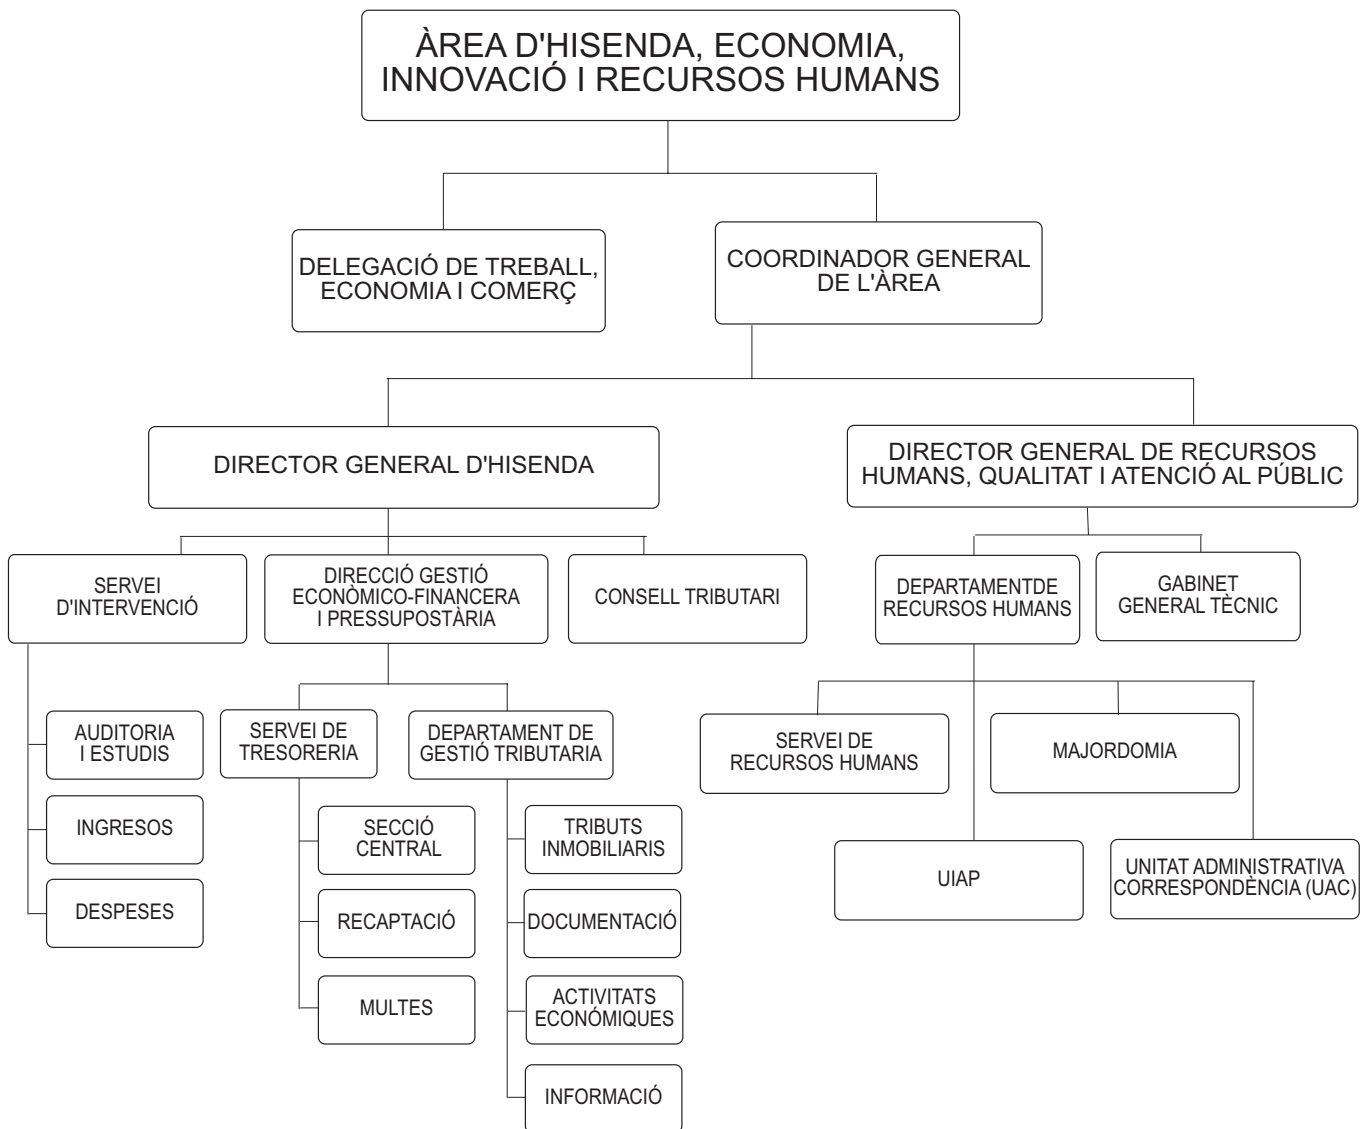 ÀREA D'HISENDA, ECONOMIA,
INNOVACIÓ I RECURSOS HUMANS
DELEGACIÓ DE TREBALL,
ECONOMIA I COMERÇ
COORDINADOR GENERAL
DE L'ÀREA
DIRECTOR GENERAL D'HISENDA
DIRECTOR GENERAL DE RECURSOS
HUMANS, QUALITAT I ATENCIÓ AL PÚBLIC
SERVEI
D'INTERVENCIÓ
DIRECCIÓ GESTIÓ
ECONÒMICO-FINANCERA
I PRESSUPOSTÀRIA
CONSELL TRIBUTARI
DEPARTAMENTDE
RECURSOS HUMANS
GABINET
GENERAL TÈCNIC
AUDITORIA
I ESTUDIS
SERVEI DE
TRESORERIA
DEPARTAMENT DE
GESTIÓ TRIBUTARIA
SERVEI DE
RECURSOS HUMANS
MAJORDOMIA
INGRESOS
SECCIÓ
CENTRAL
TRIBUTS
INMOBILIARIS
UIAP
UNITAT ADMINISTRATIVA
CORRESPONDÈNCIA (UAC)
DESPESES
RECAPTACIÓ
DOCUMENTACIÓ
MULTES
ACTIVITATS
ECONÓMIQUES
INFORMACIÓ